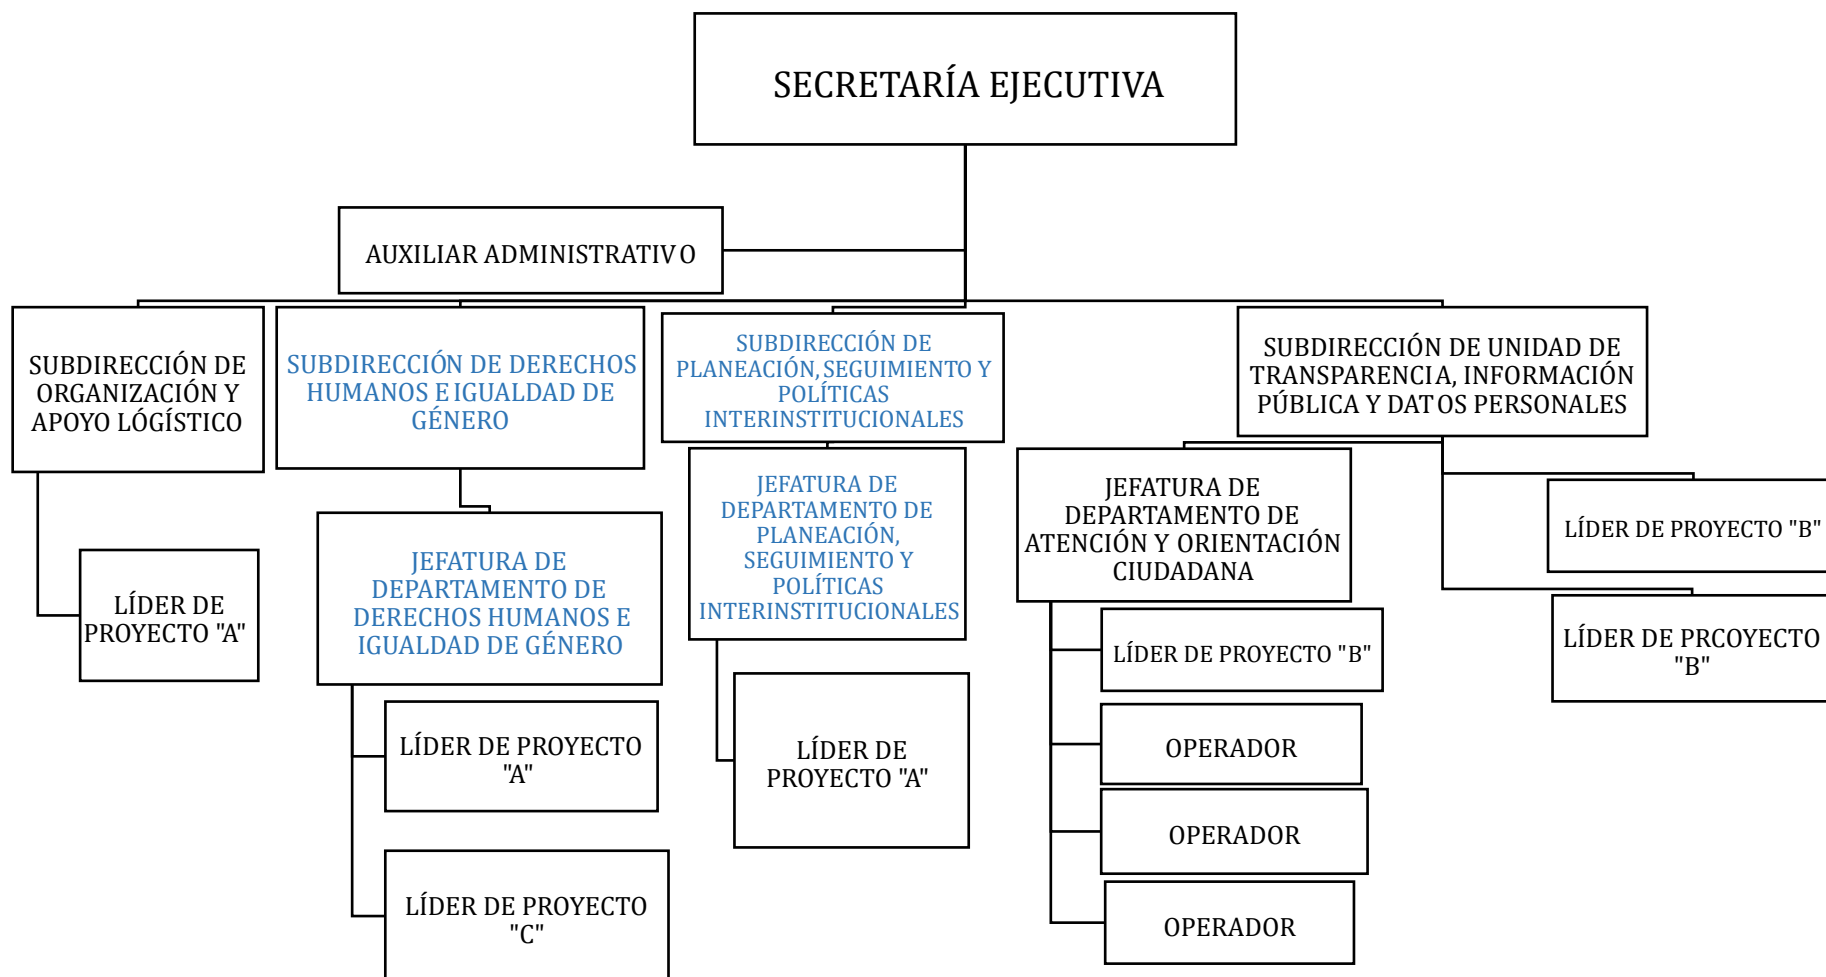 SECRETARÍA EJECUTIVA
AUXILIAR ADMINISTRATIVO
SUBDIRECCIÓN DE
ORGANIZACIÓN Y
APOYO LÓGÍSTICO
LÍDER DE
PROYECTO "A"
SUBDIRECCIÓN DE DERECHOS
HUMANOS E IGUALDAD DE
GÉNERO
JEFATURA DE
DEPARTAMENTO DE
DERECHOS HUMANOS E
IGUALDAD DE GÉNERO
LÍDER DE PROYECTO
"A"
LÍDER DE PROYECTO
"C"
SUBDIRECCIÓN DE
PLANEACIÓN, SEGUIMIENTO Y
POLÍTICAS
INTERINSTITUCIONALES
JEFATURA DE
DEPARTAMENTO DE
PLANEACIÓN,
SEGUIMIENTO Y
POLÍTICAS
INTERINSTITUCIONALES
LÍDER DE
PROYECTO "A"
SUBDIRECCIÓN DE UNIDAD DE
TRANSPARENCIA, INFORMACIÓN
PÚBLICA Y DATOS PERSONALES
JEFATURA DE
DEPARTAMENTO DE
ATENCIÓN Y ORIENTACIÓN
CIUDADANA
LÍDER DE PROYECTO "B"
OPERADOR
OPERADOR
OPERADOR
LÍDER DE PROYECTO "B"
LÍDER DE PRCOYECTO
"B"